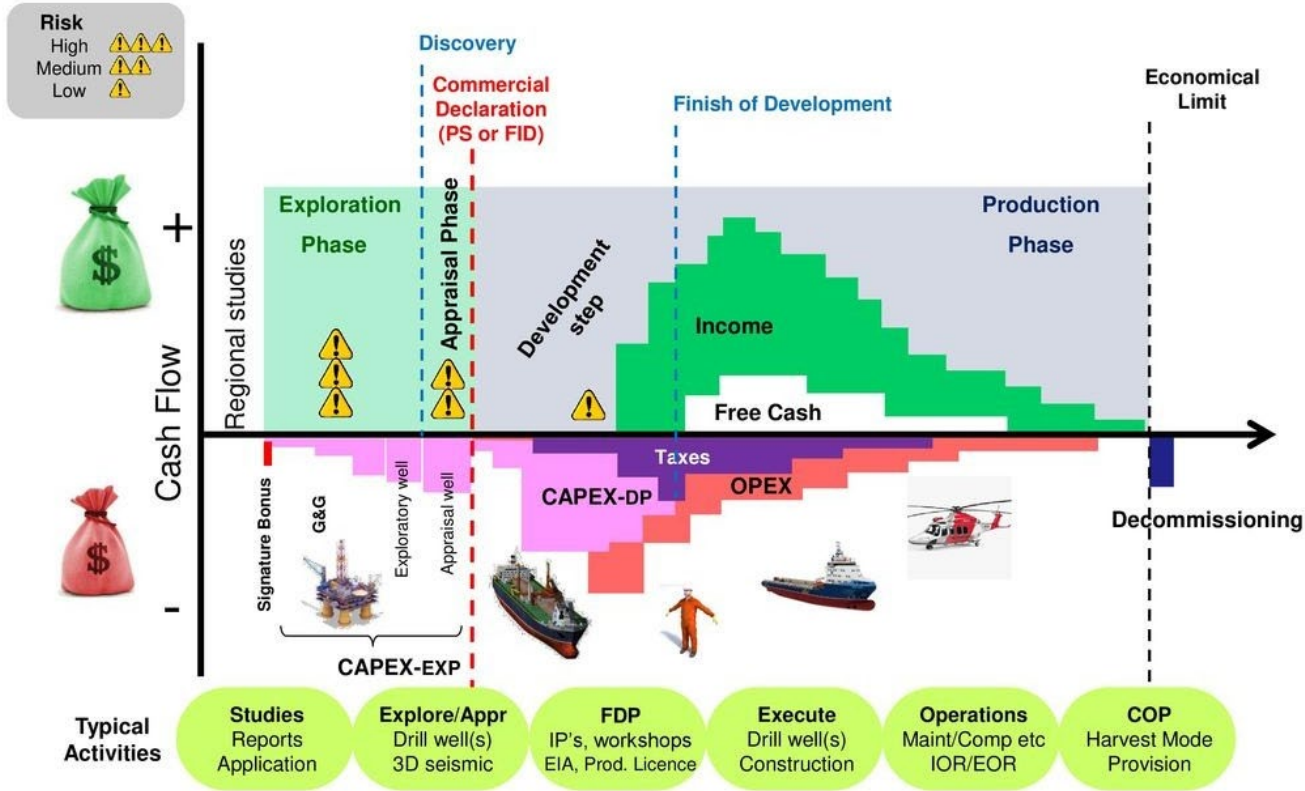 Risk
High
Medium
Low
Discovery
Commercial
Declaration
(PS or FID)
Finish of Development
Economical
Limit
+
$
Cash Flow
-
$
Regional studies
Exploration
Phase
Appraisal Phase
Development
step
Production
Phase
Income
Free Cash
Taxes
CAPEX-DP
OPEX
Signature Bonus
G&G
Exploratory well
Appraisal well
CAPEX-EXP
Decommissioning
Typical
Activities
Studies
Reports
Application
Explore/Appr
Drill well(s)
3D seismic
FDP
IP's, workshops
EIA, Prod. Licence
Execute
Drill well(s)
Construction
Operations
Maint/Comp etc
IOR/EOR
COP
Harvest Mode
Provision